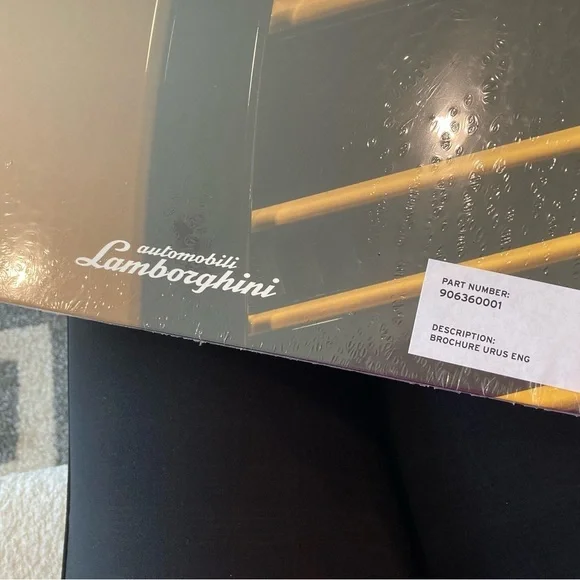 automobili
Lamborghini
PART NUMBER:
906360001
DESCRIPTION:
BROCHURE URUS ENG